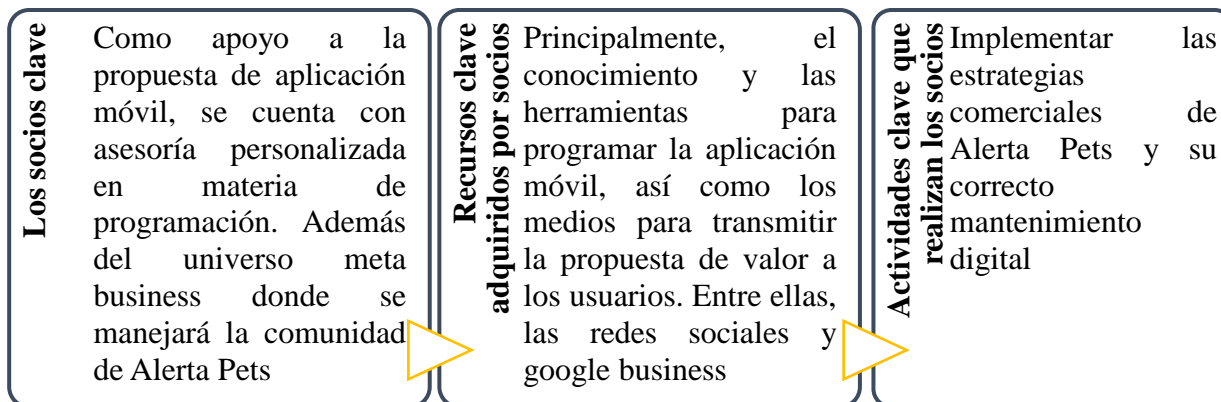 Los socios clave
Como apoyo a la
propuesta de aplicación
móvil, se cuenta con
asesoría personalizada
en materia de
programación. Además
del universo meta
business donde se
manejará la comunidad
de Alerta Pets
Recursos clave
adquiridos por socios
Principalmente, el
conocimiento y las
herramientas para
programar la aplicación
móvil, así como los
medios para transmitir
la propuesta de valor a
los usuarios. Entre ellas,
las redes sociales y
google business
Actividades clave que
realizan los socios
Implementar las
estrategias
comerciales de
Alerta Pets y su
correcto
mantenimiento
digital